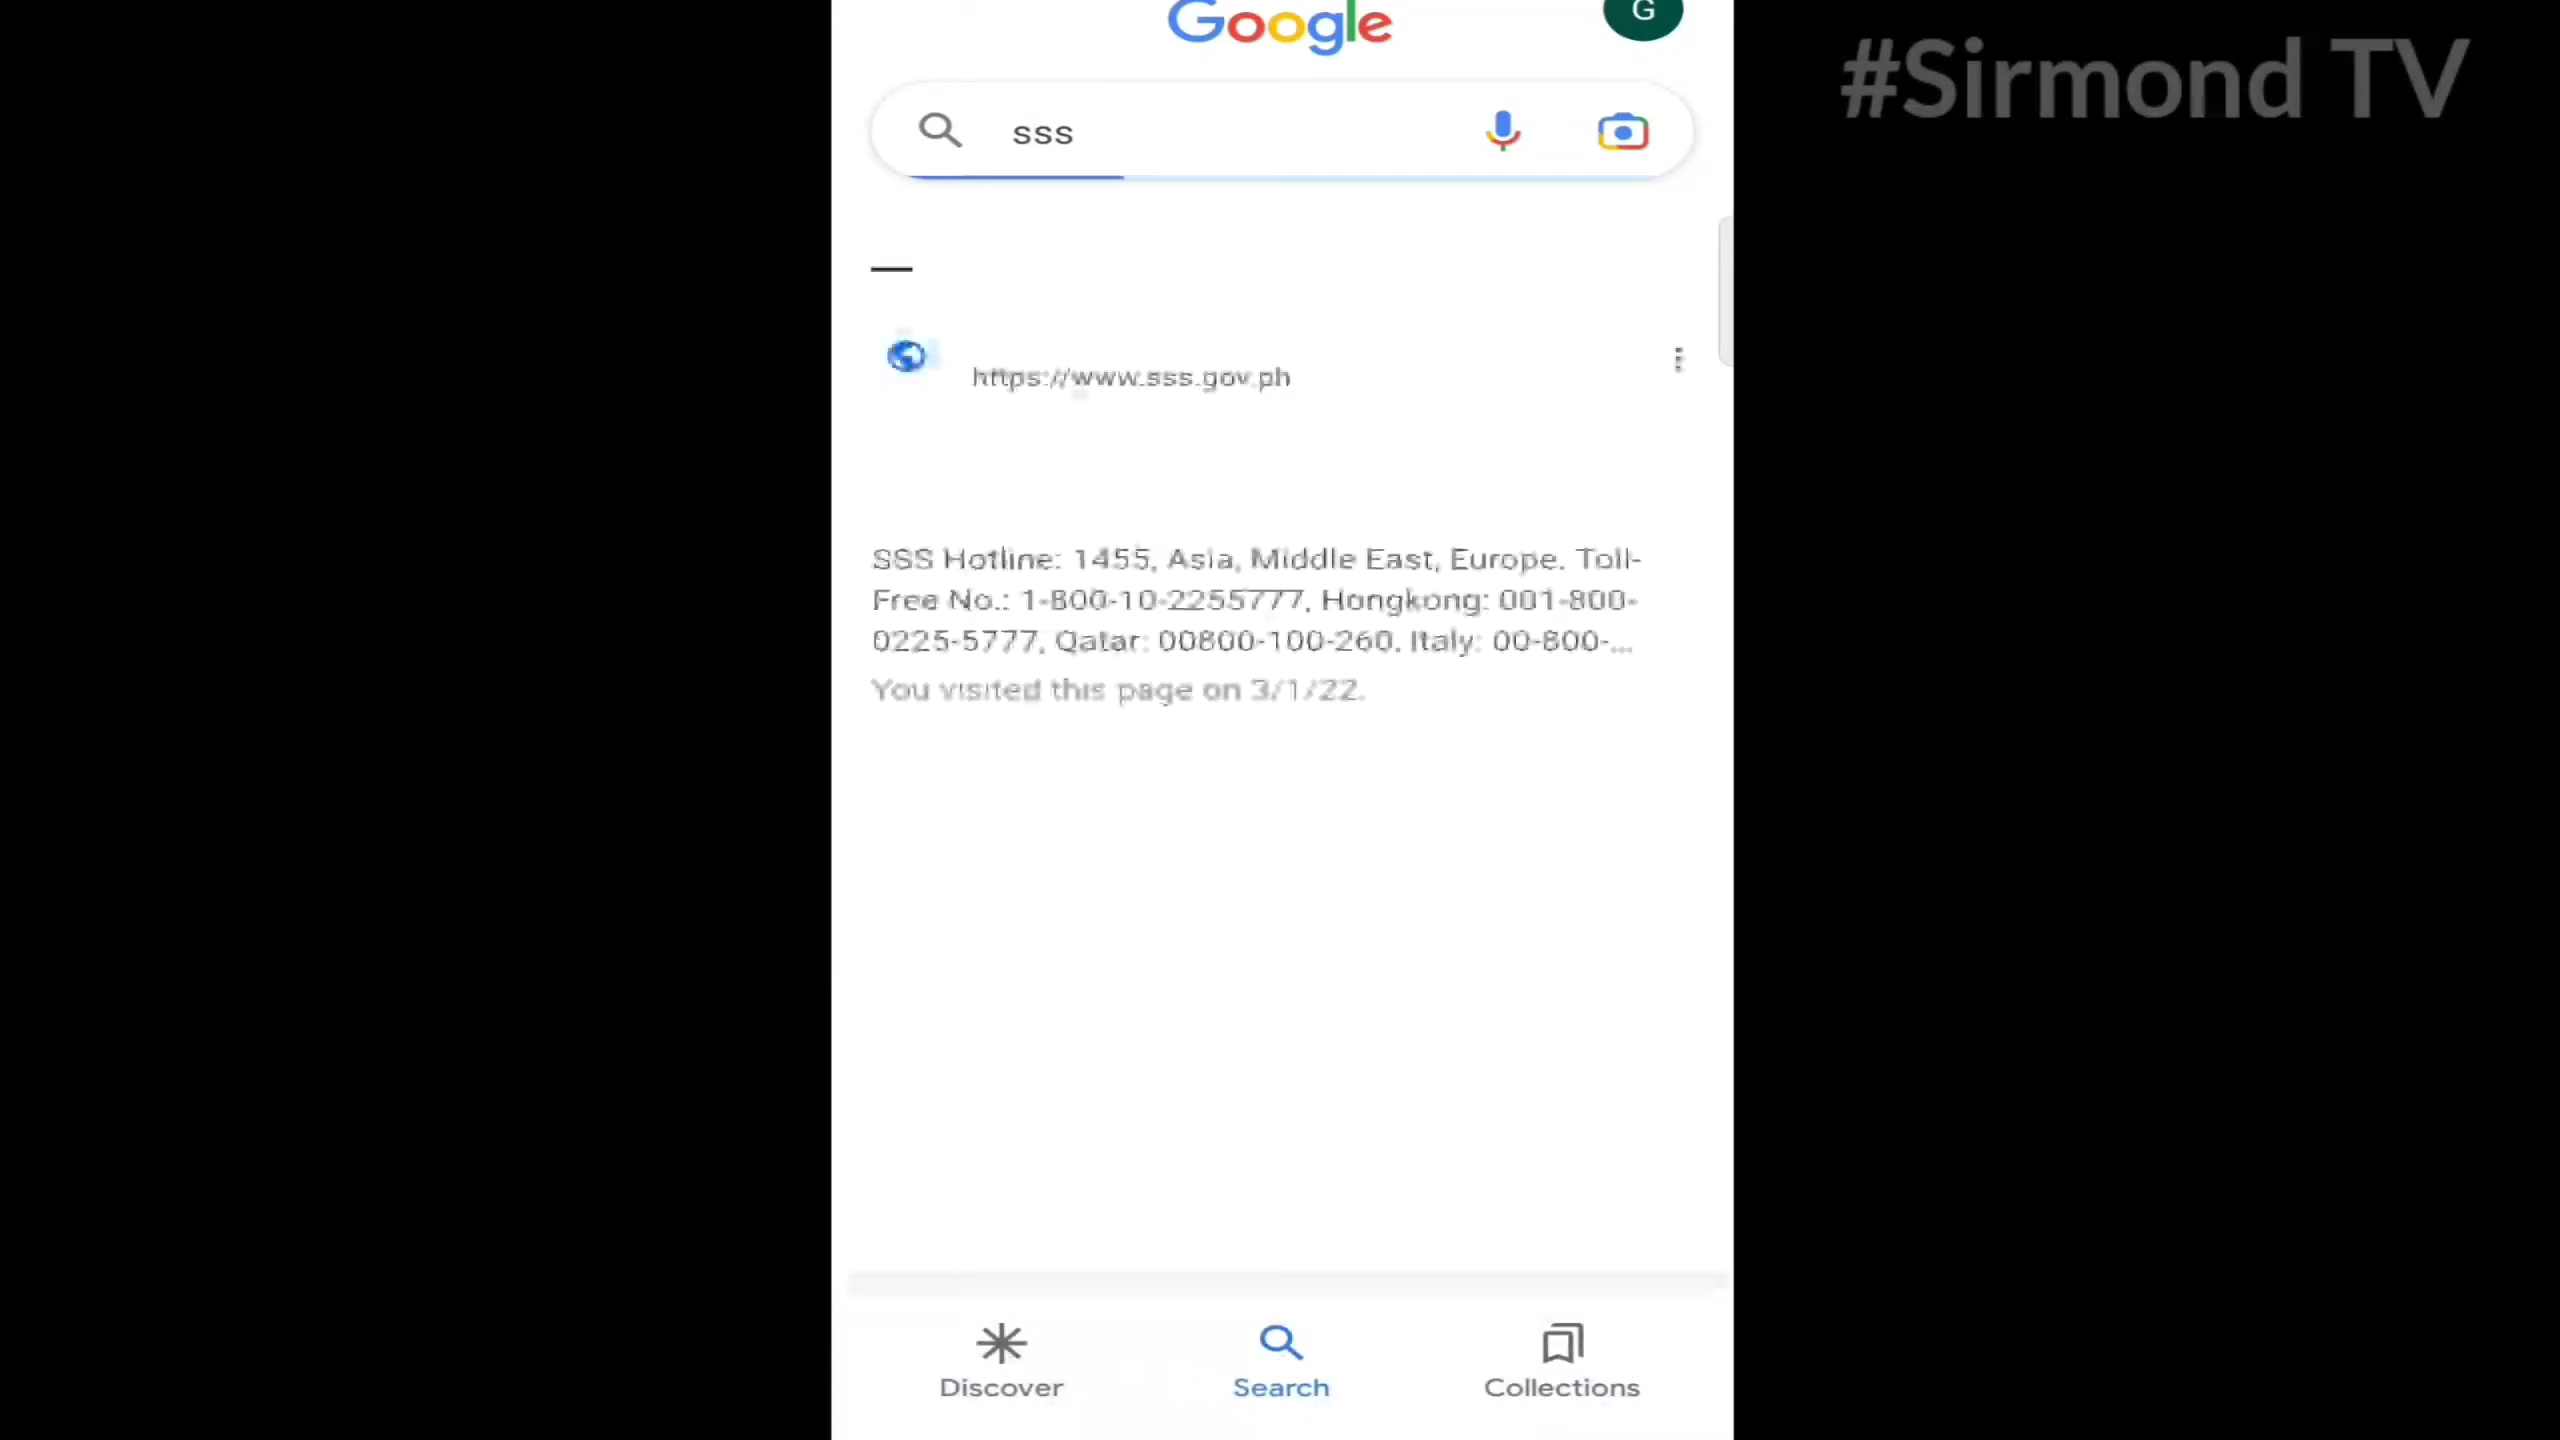 Google
G
#Sirmond TV
sss
https://www.sss.gov.ph
SSS Hotline: 1455, Asia, Middle East, Europe. Toll-
Free No.: 1-800-10-2255777, Hongkong: 001-800-
0225-5777, Qatar: 00800-100-260. Italy: 00-800-...
You visited this page on 3/1/22.
Discover
Search
Collections